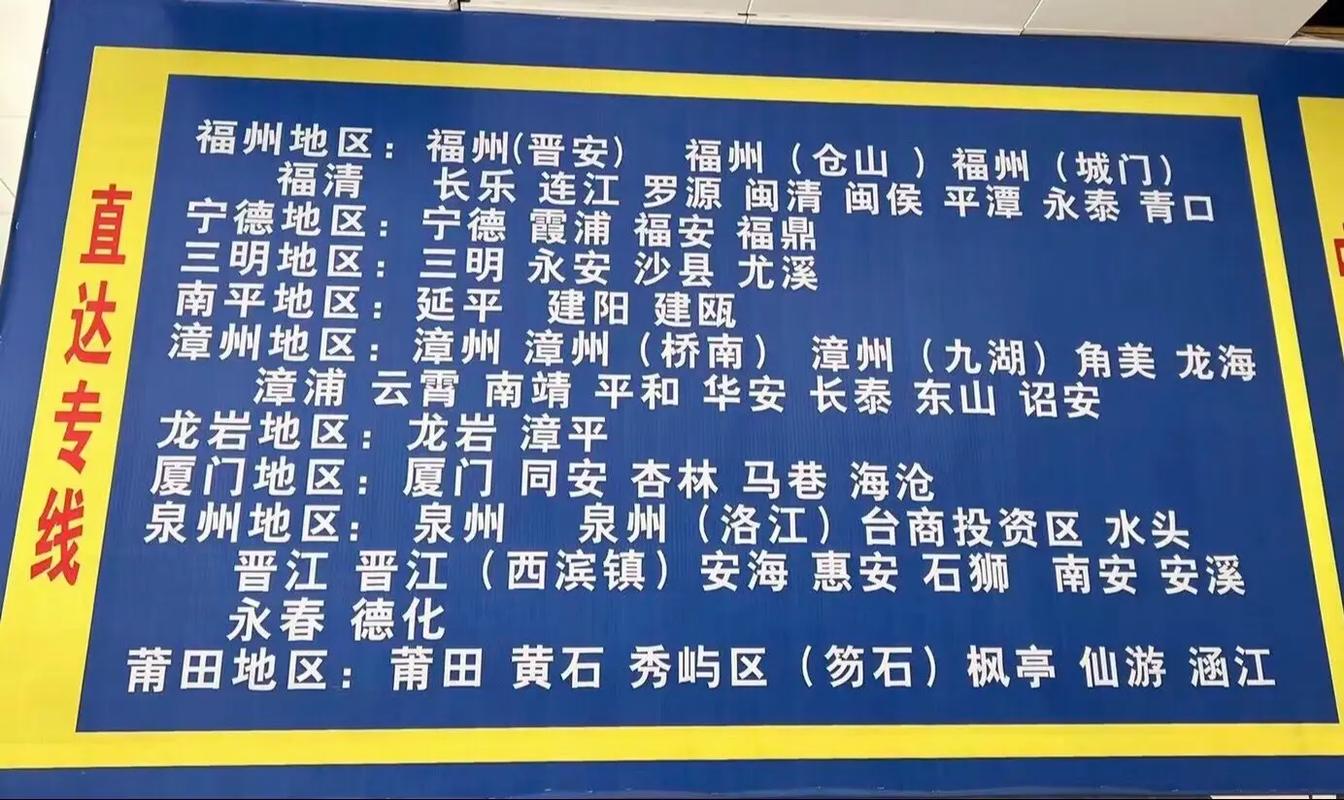 直达专线
福州地区：福州(晋安) 福州（仓山）福州（城门）
福清 长乐 连江 罗源 闽清 闽侯 平潭 永泰 青口
宁德地区：宁德 霞浦 福安 福鼎
三明地区：三明 永安 沙县 尤溪
南平地区：延平 建阳 建瓯
漳州地区：漳州 漳州（桥南） 漳州（九湖）角美 龙海
漳浦 云霄 南靖 平和 华安 长泰 东山 诏安
龙岩地区：龙岩 漳平
厦门地区：厦门 同安 杏林 马巷 海沧
泉州地区：泉州 泉州（洛江）台商投资区 水头
晋江 晋江（西滨镇）安海 惠安 石狮 南安 安溪
永春 德化
莆田地区：莆田 黄石 秀屿区（笏石）枫亭 仙游 涵江